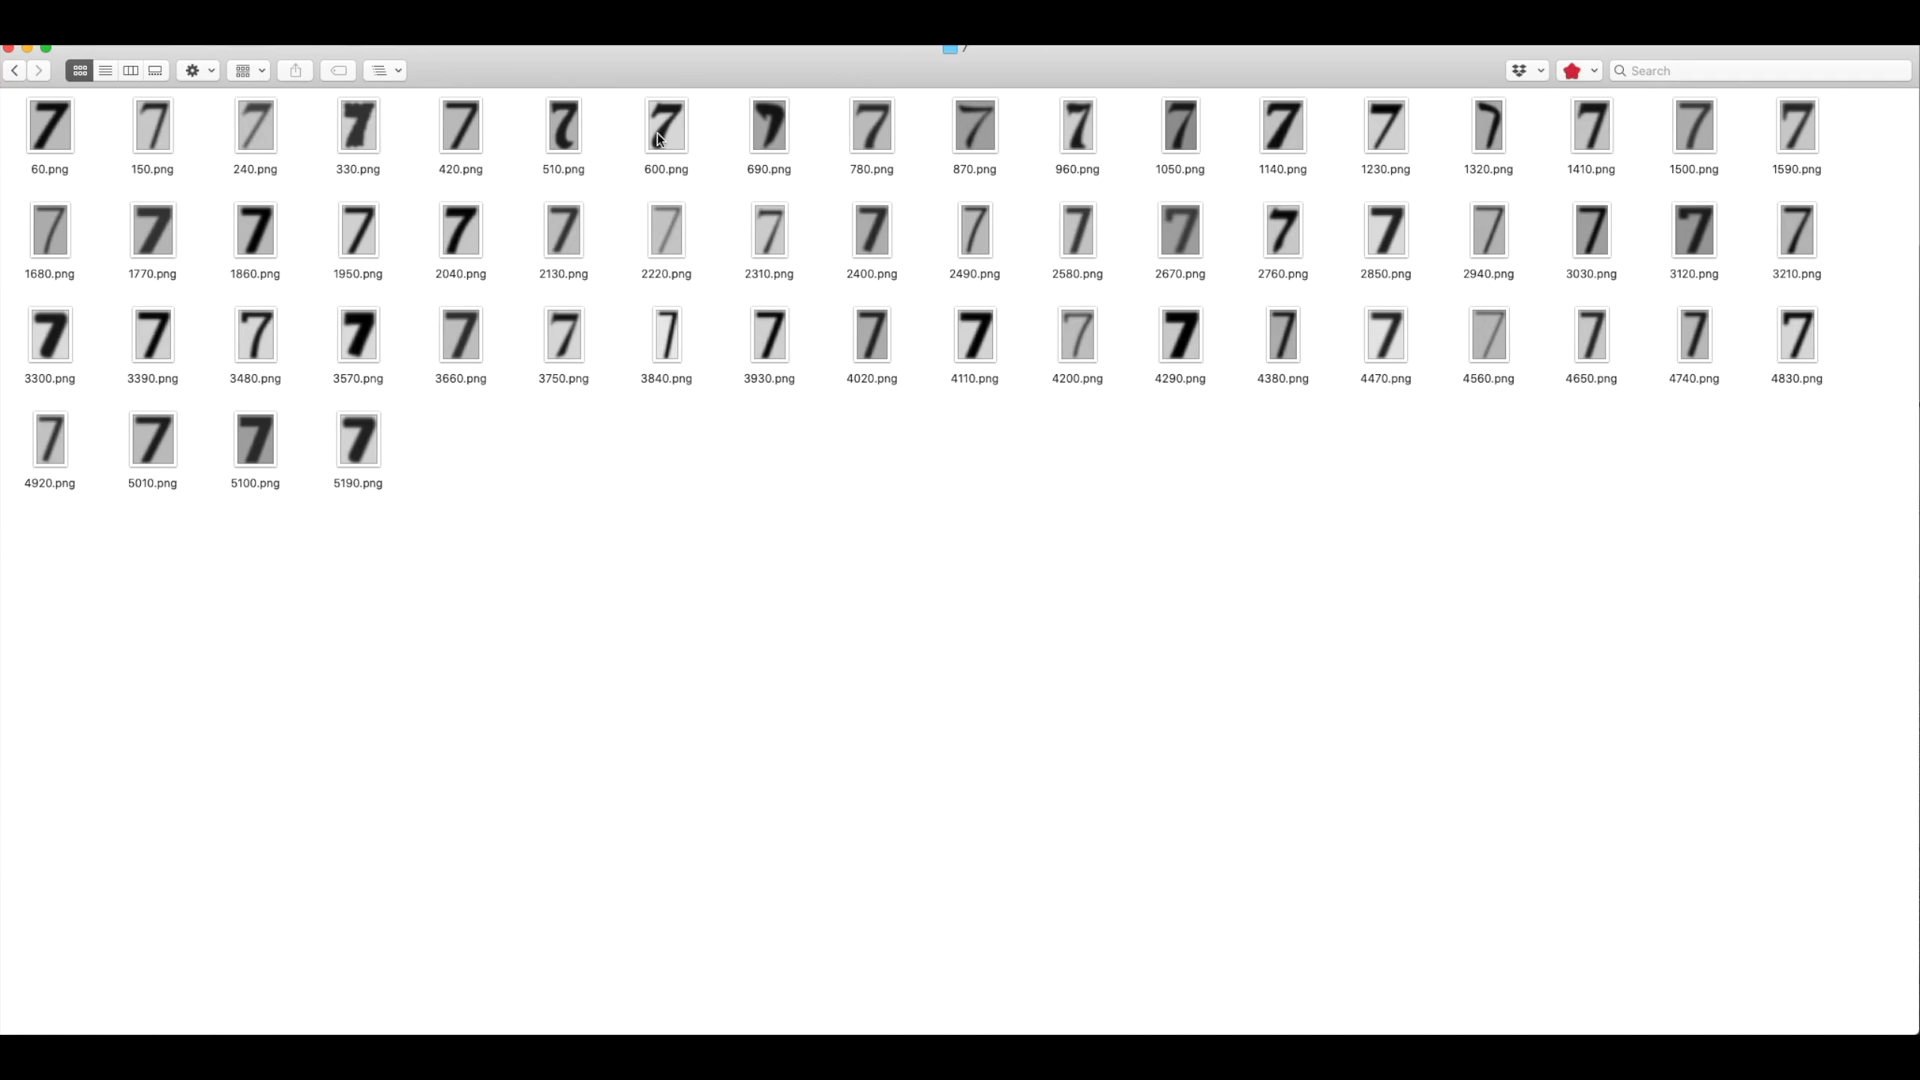 7
Search
7 7 7 7 7 7 7 7 7 7 7 7 7 7 7 7 7 7
60.png 150.png 240.png 330.png 420.png 510.png 600.png 690.png 780.png 870.png 960.png 1050.png 1140.png 1230.png 1320.png 1410.png 1500.png 1590.png
7 7 7 7 7 7 7 7 7 7 7 7 7 7 7 7 7 7
1680.png 1770.png 1860.png 1950.png 2040.png 2130.png 2220.png 2310.png 2400.png 2490.png 2580.png 2670.png 2760.png 2850.png 2940.png 3030.png 3120.png 3210.png
7 7 7 7 7 7 7 7 7 7 7 7 7 7 7 7 7 7
3300.png 3390.png 3480.png 3570.png 3660.png 3750.png 3840.png 3930.png 4020.png 4110.png 4200.png 4290.png 4380.png 4470.png 4560.png 4650.png 4740.png 4830.png
7 7 7 7
4920.png 5010.png 5100.png 5190.png